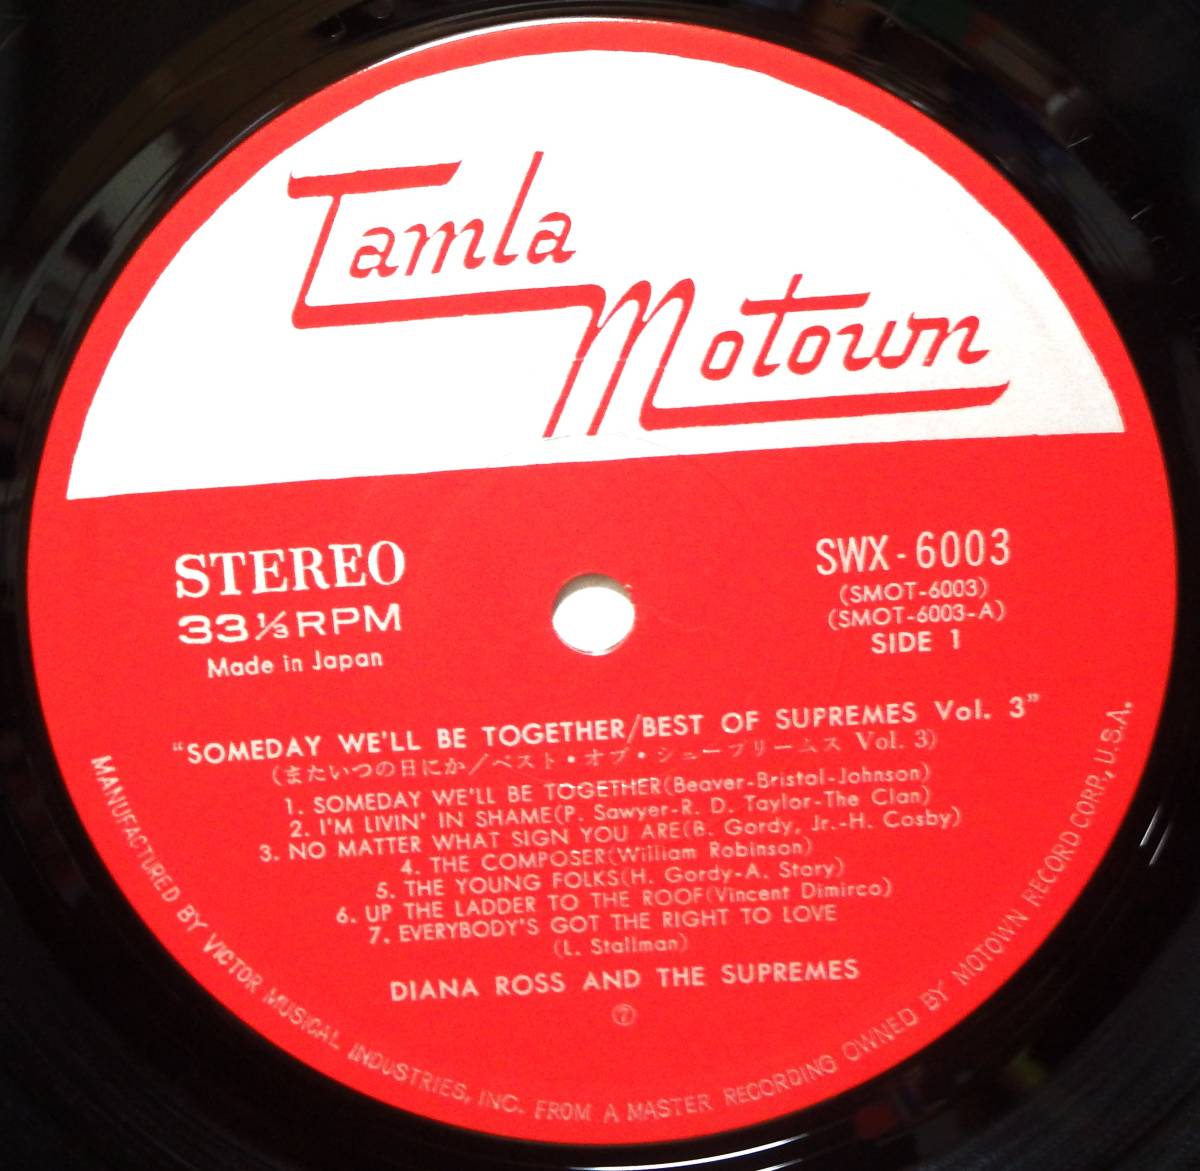 Tamla
Motown
STEREO
33 1/3 RPM
Made in Japan
SWX-6003
(SMOT-6003)
(SMOT-6003-A)
SIDE 1
"SOMEDAY WE'LL BE TOGETHER/BEST OF SUPREMES Vol. 3"
(またいつの日にか/ベスト・オブ・シュープリームス Vol. 3)
1. SOMEDAY WE'LL BE TOGETHER(Beaver-Bristol-Johnson)
2. I'M LIVIN' IN SHAME(P. Sawyer-R. D. Taylor-The Clan)
3. NO MATTER WHAT SIGN YOU ARE(B. Gordy, Jr.-H. Cosby)
4. THE COMPOSER(William Robinson)
5. THE YOUNG FOLKS(H. Gordy-A. Story)
6. UP THE LADDER TO THE ROOF(Vincent Dimirco)
7. EVERYBODY'S GOT THE RIGHT TO LOVE
(L. Stallman)
DIANA ROSS AND THE SUPREMES
MANUFACTURED BY VICTOR MUSICAL INDUSTRIES, INC. FROM A MASTER RECORDING OWNED BY MOTOWN RECORD CORP., U.S.A.